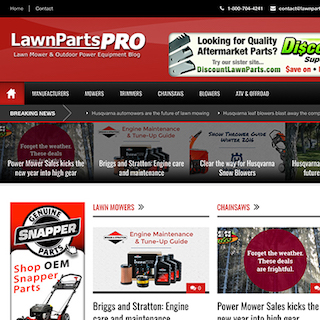 Home
Contact
1-800-704-4241
contact@lawnpart
LawnPartsPRO
Lawn Mower & Outdoor Power Equipment Blog
Looking for Quality
Aftermarket Parts?
Try our sister site...
DiscountLawnParts.com
Disco
Sup
Save on
MANUFACTURERS
MOWERS
TRIMMERS
CHAINSAWS
BLOWERS
ATV & OFFROAD
BREAKING NEWS
Husqvarna automowers are the future of lawn mowing
Husqvarna leaf blowers blast away the comp
Forget the
weather.
These deals
Power Mower Sales kicks the
new year into high gear
Engine Maintenance
& Tune-Up Guide
Briggs and Stratton: Engine care
and maintenance
SNOW THROWER GUIDE
WINTER 2016
Clear the way for Husqvarna
Snow Blowers
Husqvarna
future
GENUINE
SNAPPER
PARTS
Shop OEM
Snapper
Parts
LAWN MOWERS
Engine Maintenance
& Tune-Up Guide
0
Briggs and Stratton: Engine
care and maintenance
CHAINSAWS
Forget the
weather.
These deals
are frightful.
Power Mower Sales kicks the
new year into high gear